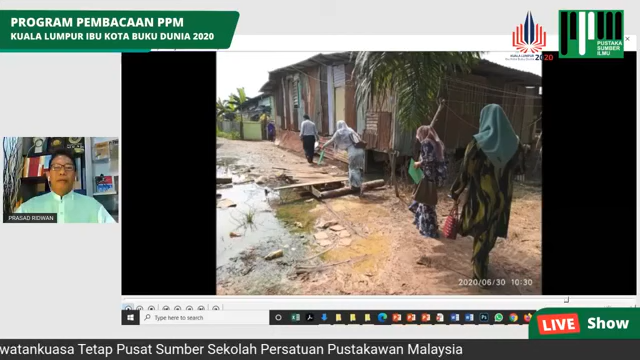 PROGRAM PEMBACAAN PPM
KUALA LUMPUR IBU KOTA BUKU DUNIA 2020
2020
PUSTAKA
SUMBER
ILMU
PRASAD RIDWAN
2020/06/30 10:30
Type here to search
LIVE Show
watankuasa Tetap Pusat Sumber Sekolah Persatuan Pustakawan Malaysia